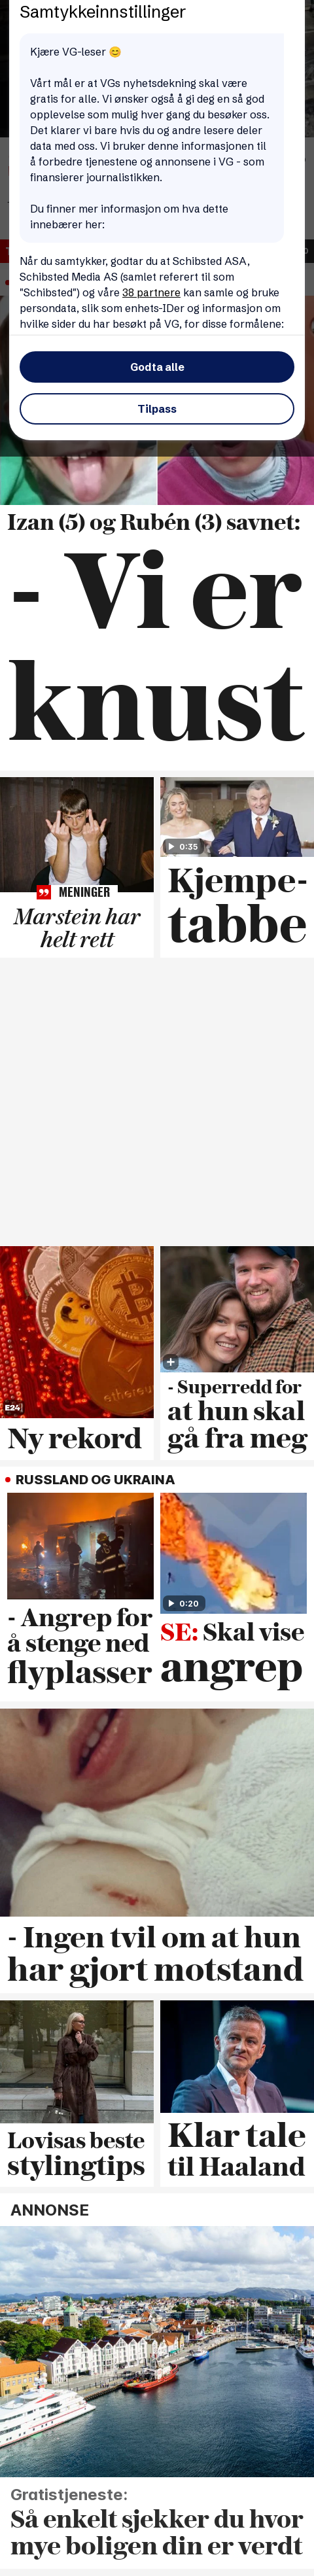 Samtykkeinnstillinger
Kjære VG-leser 😊
Vårt mål er at VGs nyhetsdekning skal være
gratis for alle. Vi ønsker også å gi deg en så god
opplevelse som mulig hver gang du besøker oss.
Det klarer vi bare hvis du og andre lesere deler
data med oss. Vi bruker denne informasjonen til
å forbedre tjenestene og annonsene i VG - som
finansierer journalistikken.
Du finner mer informasjon om hva dette
innebærer her:
Når du samtykker, godtar du at Schibsted ASA,
Schibsted Media AS (samlet referert til som
"Schibsted") og våre 38 partnere kan samle og bruke
persondata, slik som enhets-IDer og informasjon om
hvilke sider du har besøkt på VG, for disse formålene:
Godta alle
Tilpass
Izan (5) og Rubén (3) savnet:
- Vi er
knust
MENINGER
Marstein har
helt rett
0:35
Kjempe-
tabbe
E24
Ny rekord
- Superredd for
at hun skal
gå fra meg
RUSSLAND OG UKRAINA
- Angrep for
å stenge ned
flyplasser
0:20
SE: Skal vise
angrep
- Ingen tvil om at hun
har gjort motstand
Lovisas beste
stylingtips
Klar tale
til Haaland
ANNONSE
Gratistjeneste:
Så enkelt sjekker du hvor
mye boligen din er verdt